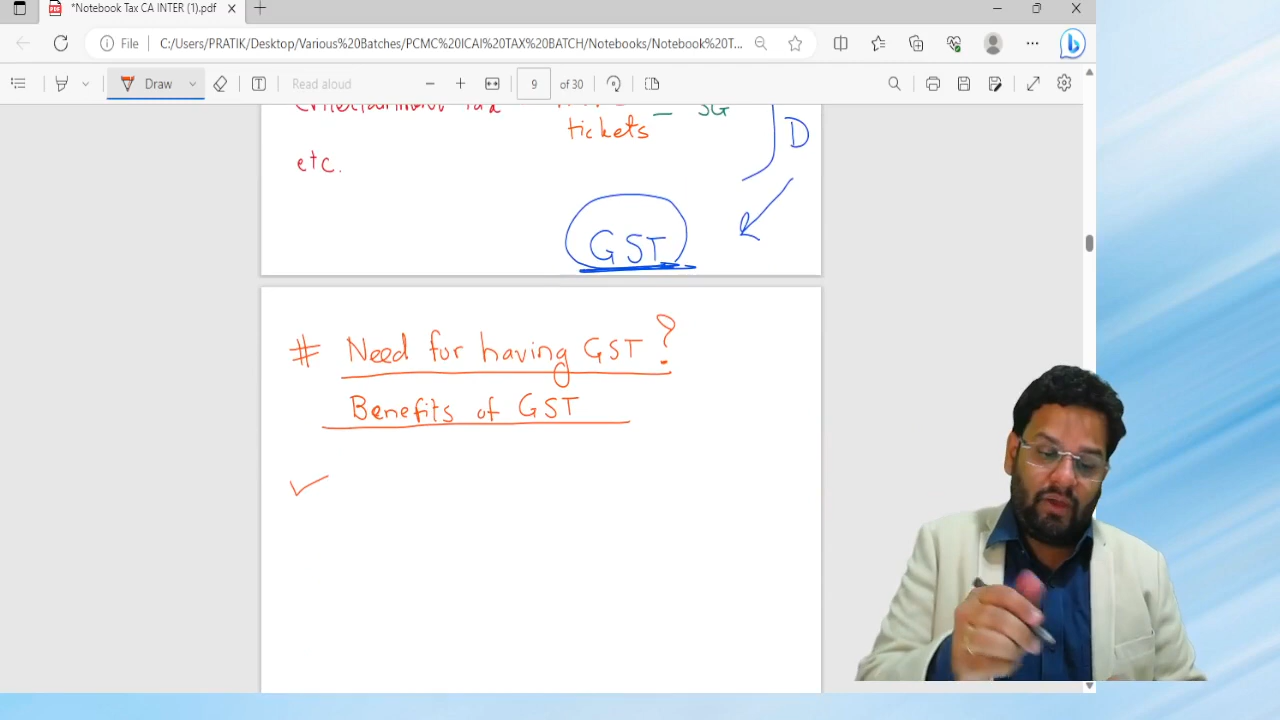 *Notebook Tax CA INTER (1).pdf
File C:/Users/PRATIK/Desktop/Various%20Batches/PCMC%20ICAI%20TAX%20BATCH/Notebooks/Notebook%20T...
Draw Read aloud 9 of 30
SG
tickets D
etc.
GST
# Need for having GST?
Benefits of GST